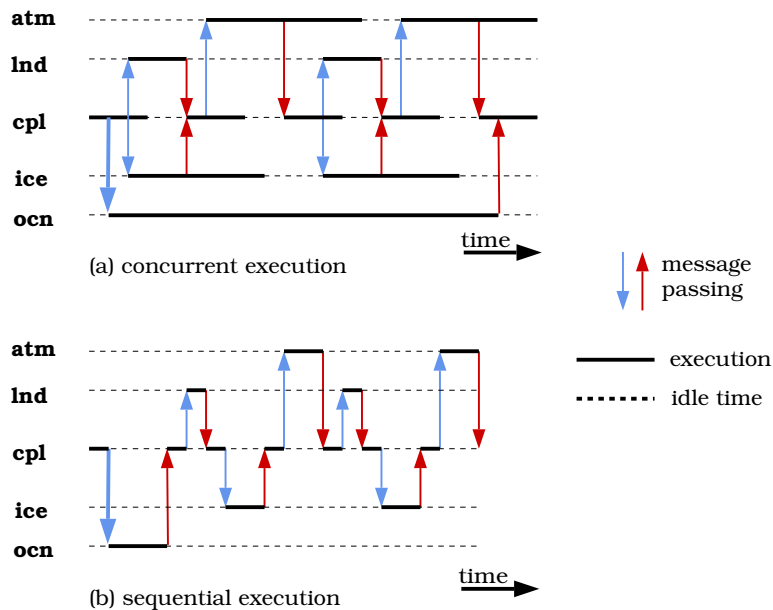 atm
lnd
cpl
ice
ocn
time
(a) concurrent execution
message
passing
atm
execution
lnd
idle time
cpl
ice
ocn
time
(b) sequential execution